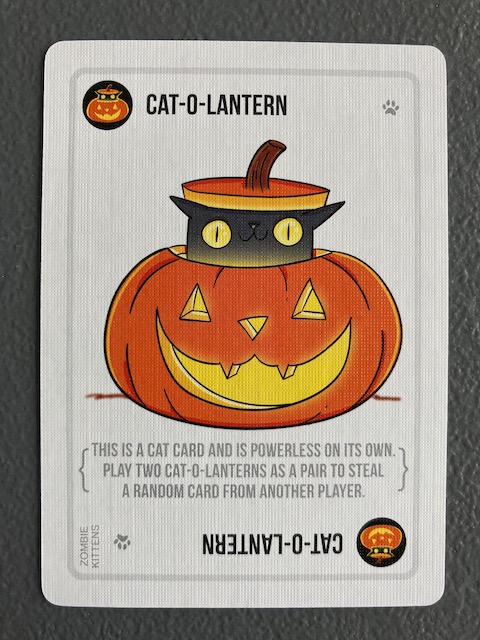 CAT-O-LANTERN
THIS IS A CAT CARD AND IS POWERLESS ON ITS OWN.
PLAY TWO CAT-O-LANTERNS AS A PAIR TO STEAL
A RANDOM CARD FROM ANOTHER PLAYER.
ZOMBIE
KITTENS
CAT-O-LANTERN